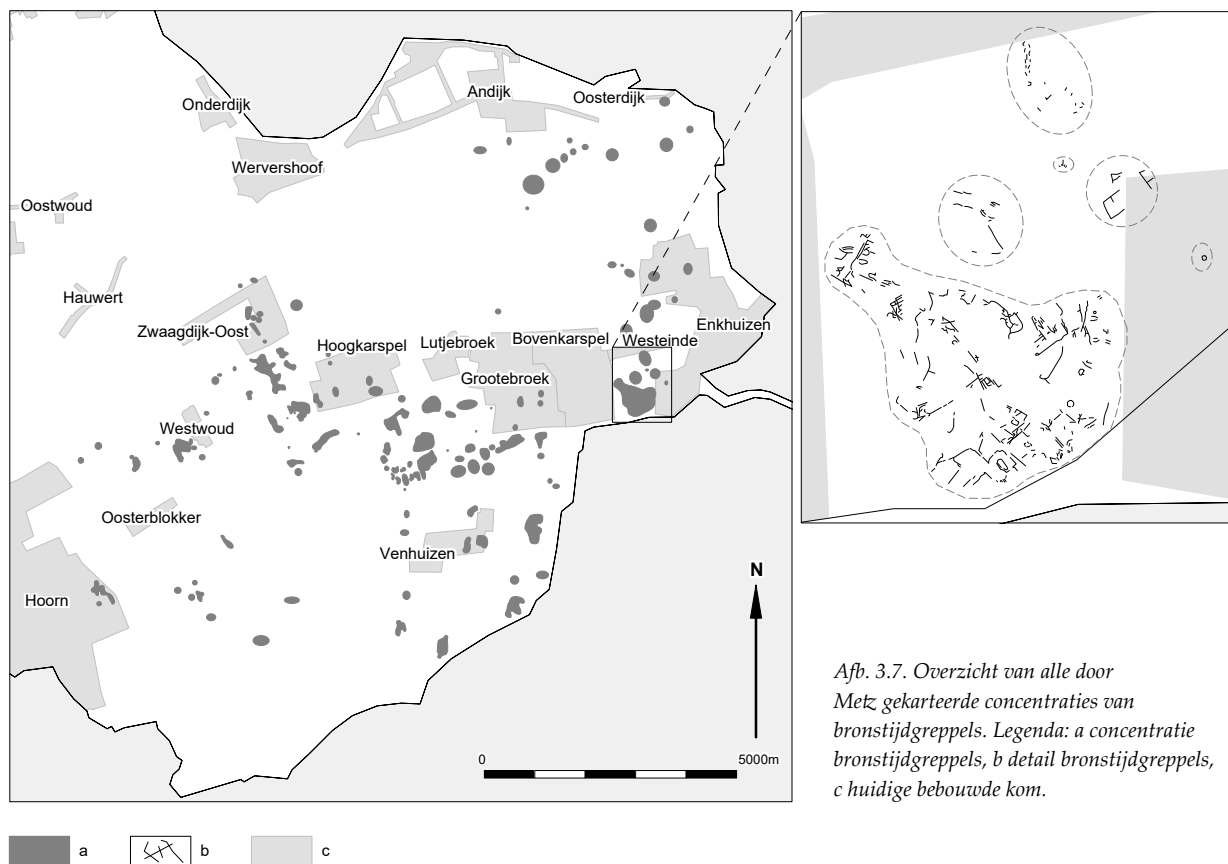 Onderdijk
Andijk
Oosterdijk
Wervershoof
Oostwoud
Hauwert
Zwaagdijk-Oost
Enkhuizen
Hoogkarspel
Lutjebroek
Bovenkarspel
Westeinde
Grootebroek
Westwoud
Oosterblokker
Venhuizen
Hoorn
N
0
5000m
Afb. 3.7. Overzicht van alle door
Metz gekarteerde concentraties van
bronstijdgreppels. Legenda: a concentratie
bronstijdgreppels, b detail bronstijdgreppels,
c huidige bebouwde kom.
a
b
c